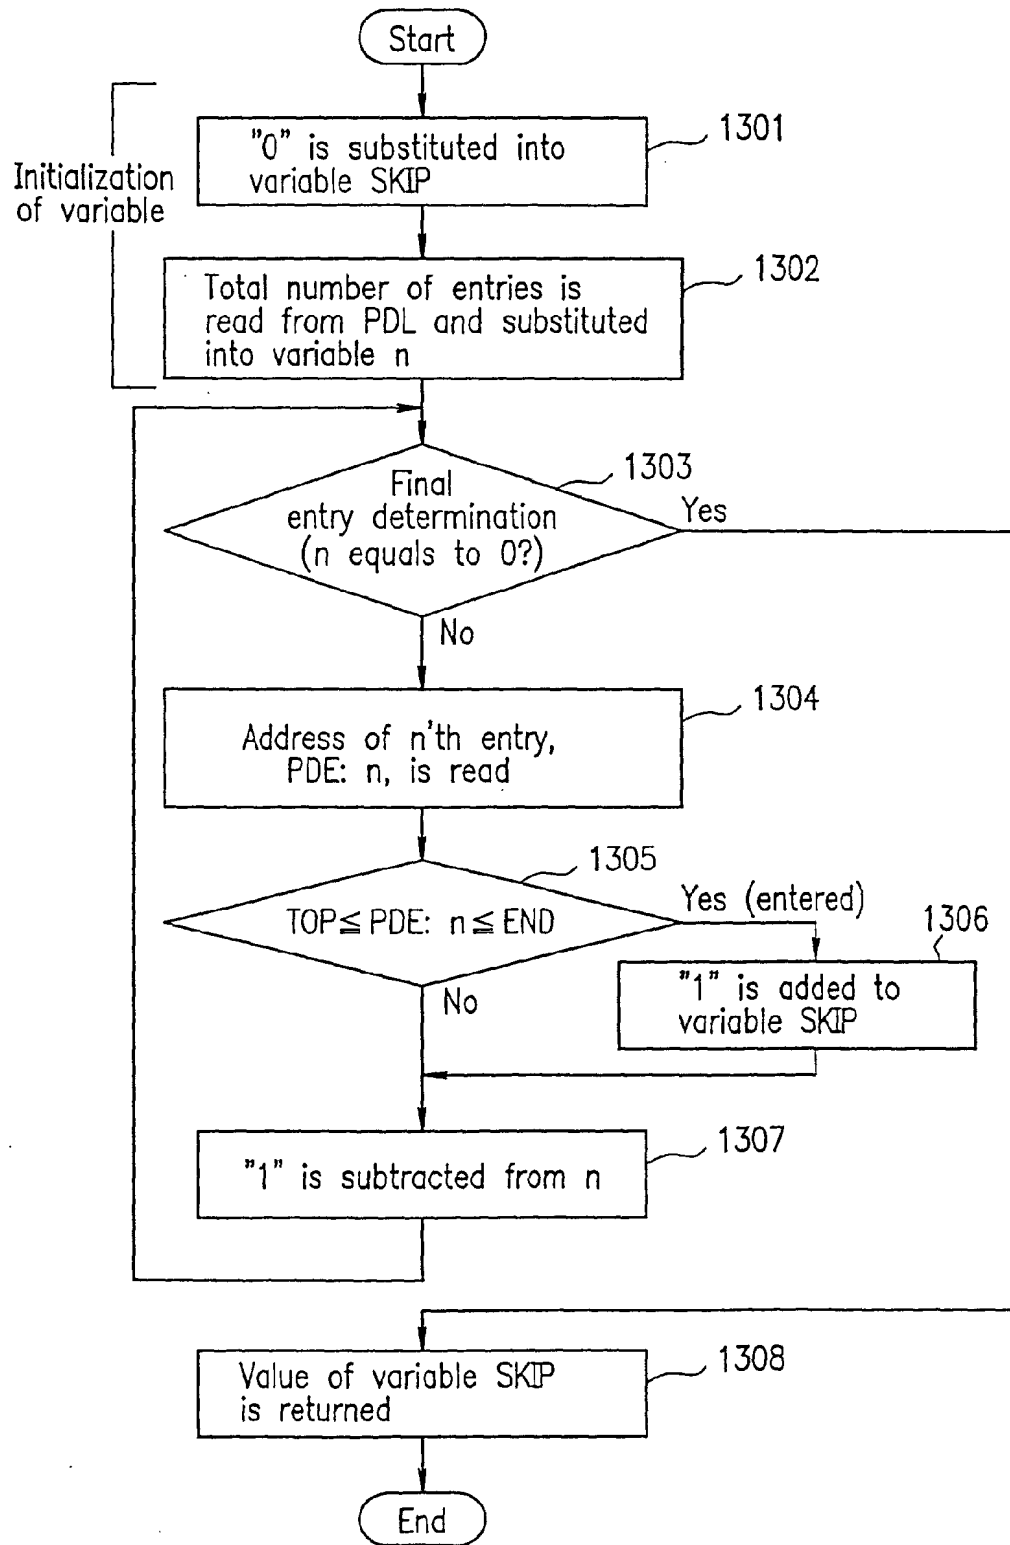 Start
1301
"0" is substituted into
variable SKIP
Initialization
of variable
1302
Total number of entries is
read from PDL and substituted
into variable n
1303
Final
entry determination
(n equals to 0?)
Yes
No
1304
Address of n'th entry,
PDE: n, is read
1305
TOP≦ PDE: n≦ END
Yes (entered)
1306
No
"1" is added to
variable SKIP
1307
"1" is subtracted from n
1308
Value of variable SKIP
is returned
End